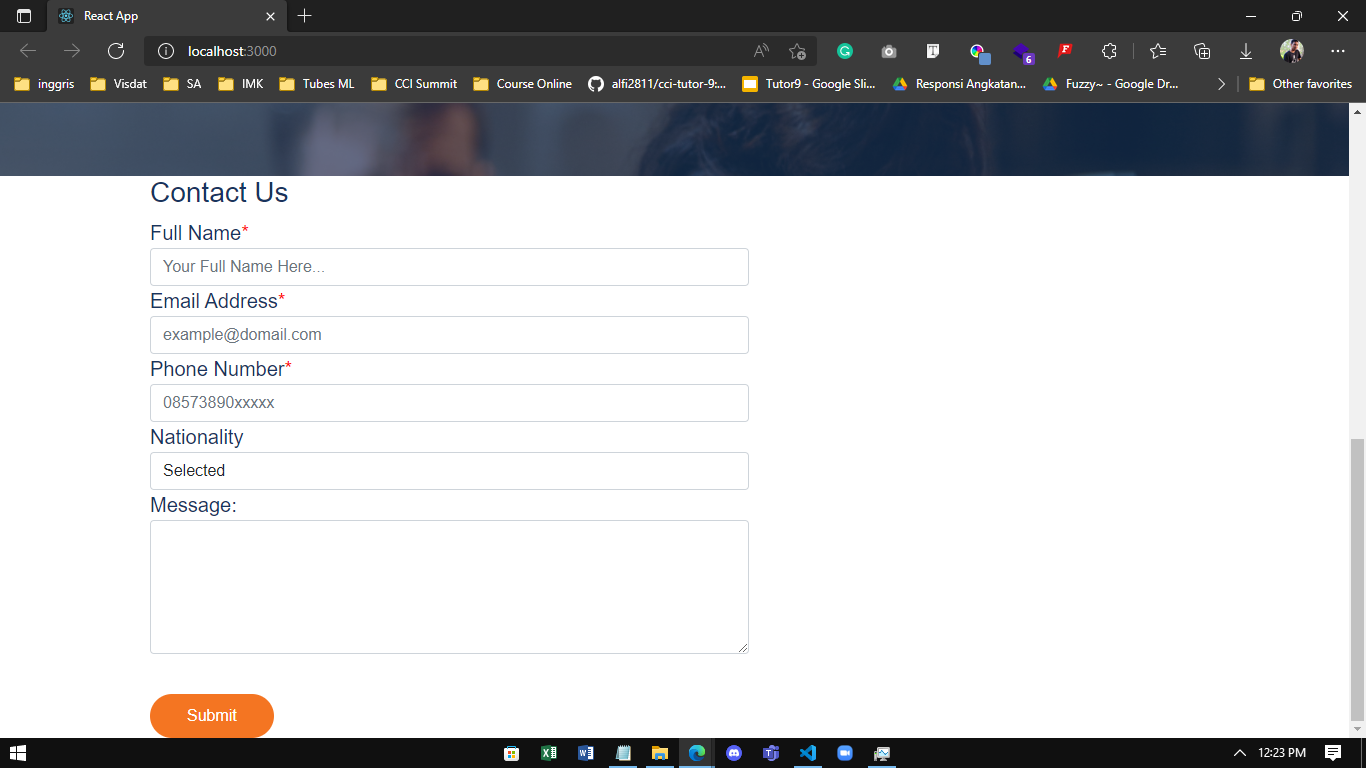 React App
localhost:3000
6
inggris
Visdat
SA
IMK
Tubes ML
CCI Summit
Course Online
alfi2811/cci-tutor-9:...
Tutor9 - Google Sli...
Responsi Angkatan...
Fuzzy~ - Google Dr...
Other favorites
Contact Us
Full Name*
Your Full Name Here...
Email Address*
example@domail.com
Phone Number*
08573890xxxxx
Nationality
Selected
Message:
Submit
12:23 PM